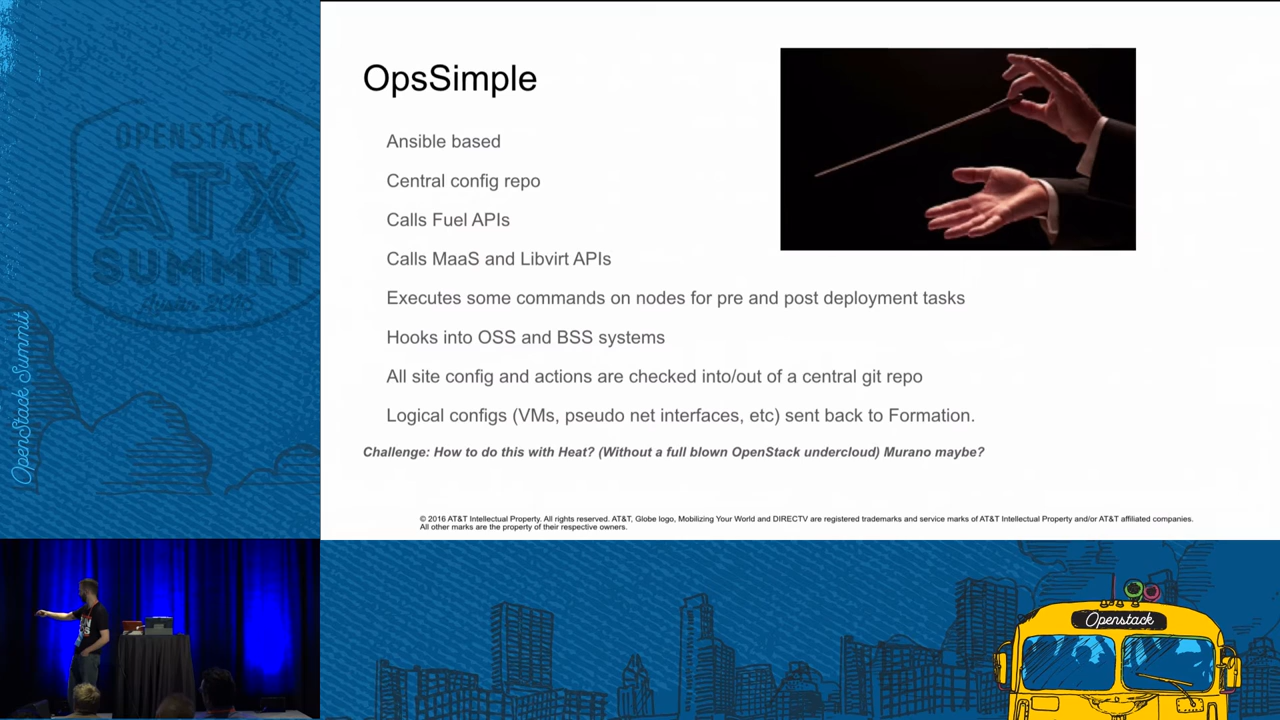 OpsSimple
Ansible based
Central config repo
Calls Fuel APIs
Calls MaaS and Libvirt APIs
Executes some commands on nodes for pre and post deployment tasks
Hooks into OSS and BSS systems
All site config and actions are checked into/out of a central git repo
Logical configs (VMs, pseudo net interfaces, etc) sent back to Formation.
Challenge: How to do this with Heat? (Without a full blown OpenStack undercloud) Murano maybe?
© 2016 AT&T Intellectual Property. All rights reserved. AT&T, Globe logo, Mobilizing Your World and DIRECTV are registered trademarks and service marks of AT&T Intellectual Property and/or AT&T affiliated companies.
All other marks are the property of their respective owners.
OPENSTACK
ATX
SUMMIT
Austin 2016
OpenStack Summit
Openstack